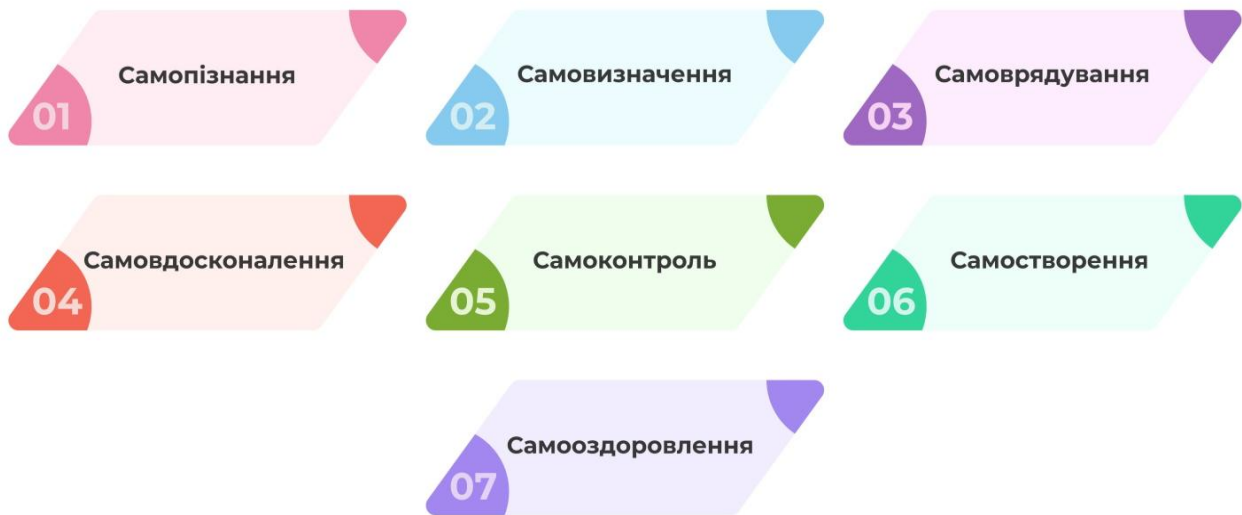 Самопізнання
01
Самовизначення
02
Самоврядування
03
Самовдосконалення
04
Самоконтроль
05
Самостворення
06
Самооздоровлення
07